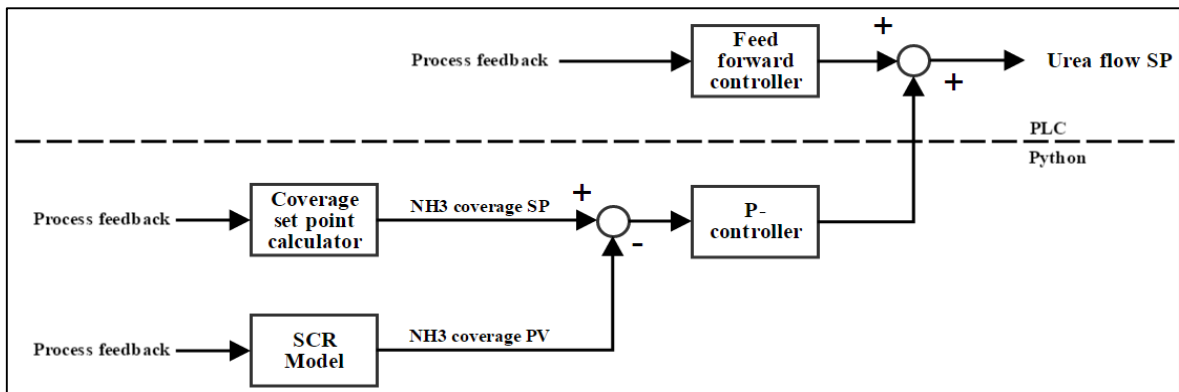 Process feedback
Feed
forward
controller
+
+
Urea flow SP
PLC
Python
Process feedback
Coverage
set point
calculator
NH3 coverage SP
+
-
P-
controller
Process feedback
SCR
Model
NH3 coverage PV